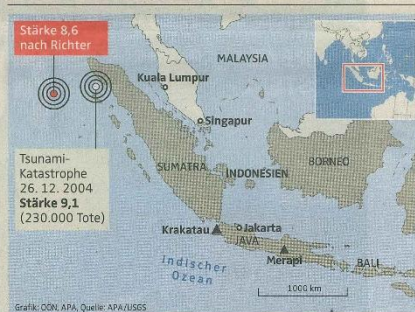 Stärke 8,6
nach Richter
MALAYSIA
Kuala Lumpur
Singapur
Tsunami-
Katastrophe
26. 12. 2004
Stärke 9,1
(230.000 Tote)
SUMATRA
INDONESIEN
BORNEO
Krakatau
Jakarta
JAVA
Merapi
BALI
Indischer
Ozean
1000 km
Grafik: OÖN, APA, Quelle: APA/USGS